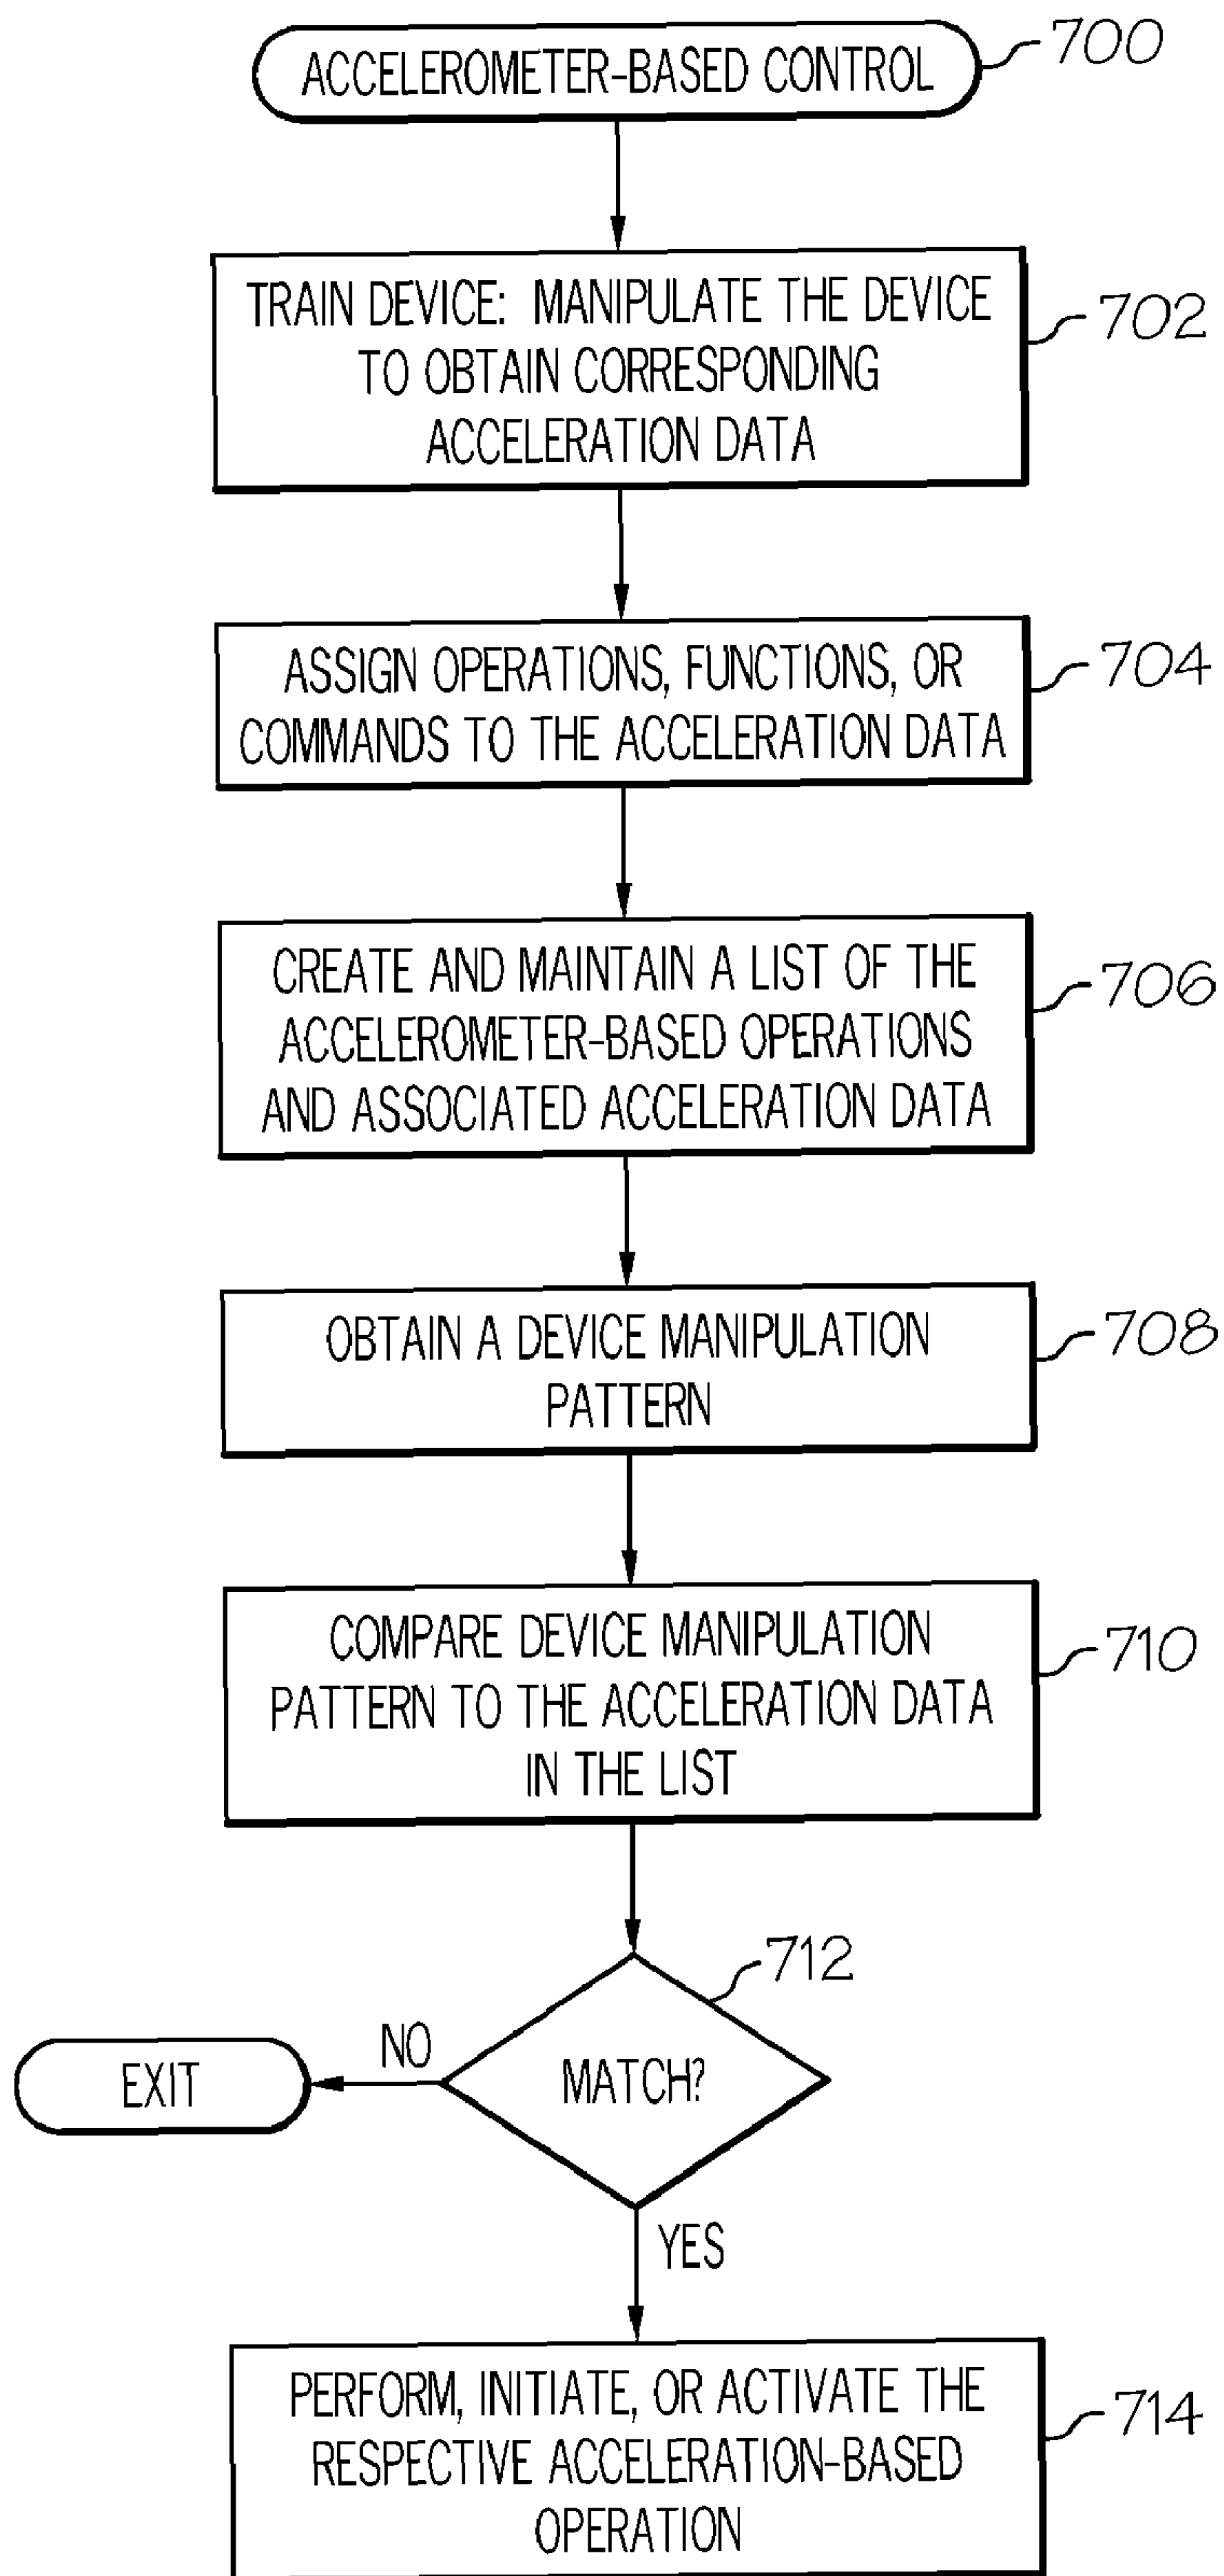 ACCELEROMETER-BASED CONTROL
700
TRAIN DEVICE: MANIPULATE THE DEVICE
TO OBTAIN CORRESPONDING
ACCELERATION DATA
702
ASSIGN OPERATIONS, FUNCTIONS, OR
COMMANDS TO THE ACCELERATION DATA
704
CREATE AND MAINTAIN A LIST OF THE
ACCELEROMETER-BASED OPERATIONS
AND ASSOCIATED ACCELERATION DATA
706
OBTAIN A DEVICE MANIPULATION
PATTERN
708
COMPARE DEVICE MANIPULATION
PATTERN TO THE ACCELERATION DATA
IN THE LIST
710
712
MATCH?
NO
EXIT
YES
PERFORM, INITIATE, OR ACTIVATE THE
RESPECTIVE ACCELERATION-BASED
OPERATION
714